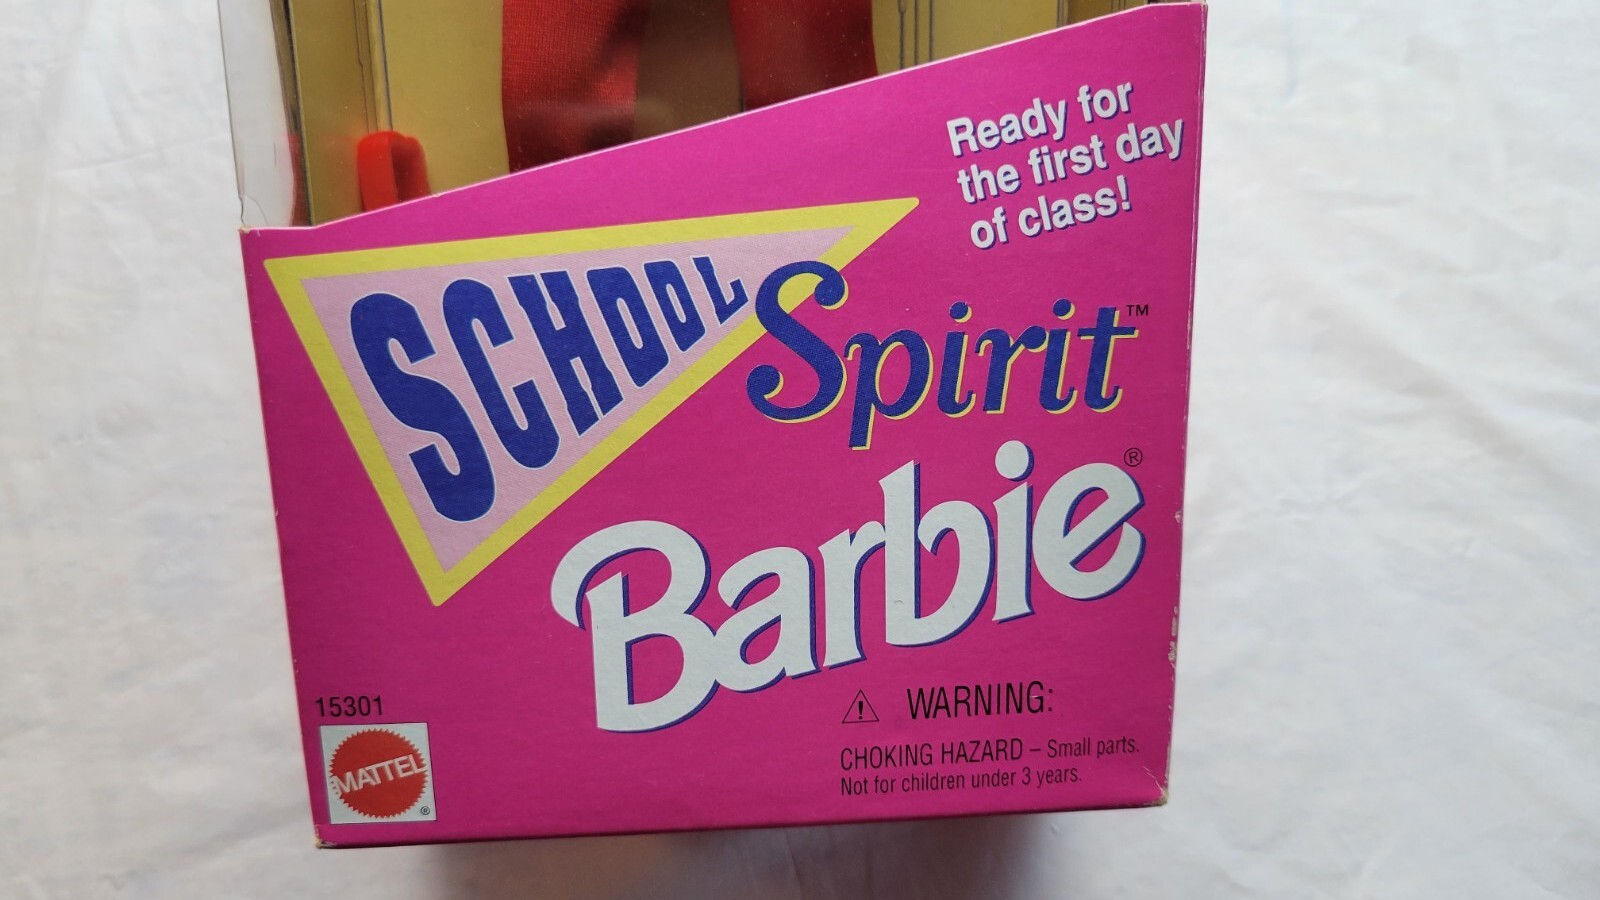 Ready for
the first day
of class!
SCHOOL Spirit™
Barbie®
15301
MATTEL
®
⚠ WARNING:
CHOKING HAZARD – Small parts.
Not for children under 3 years.